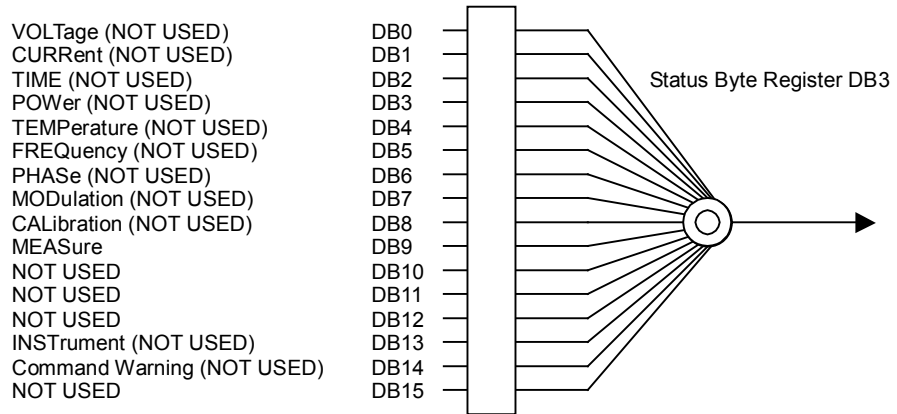 VOLTage (NOT USED) DB0
CURRent (NOT USED) DB1
TIME (NOT USED) DB2 Status Byte Register DB3
POWer (NOT USED) DB3
TEMPerature (NOT USED) DB4
FREQuency (NOT USED) DB5
PHASe (NOT USED) DB6
MODulation (NOT USED) DB7
CALibration (NOT USED) DB8
MEASure DB9
NOT USED DB10
NOT USED DB11
NOT USED DB12
INSTrument (NOT USED) DB13
Command Warning (NOT USED) DB14
NOT USED DB15